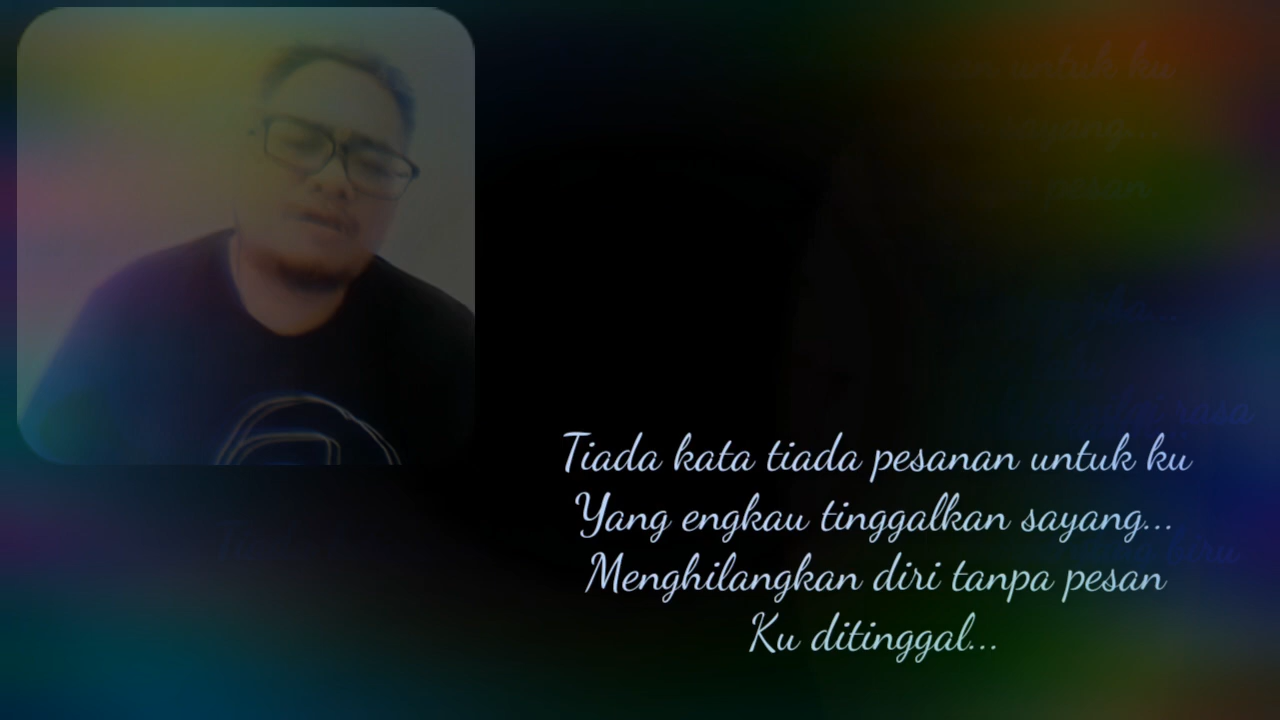 Tiada kata tiada pesanan untuk ku
Yang engkau tinggalkan sayang...
Menghilangkan diri tanpa pesan
Ku ditinggal...